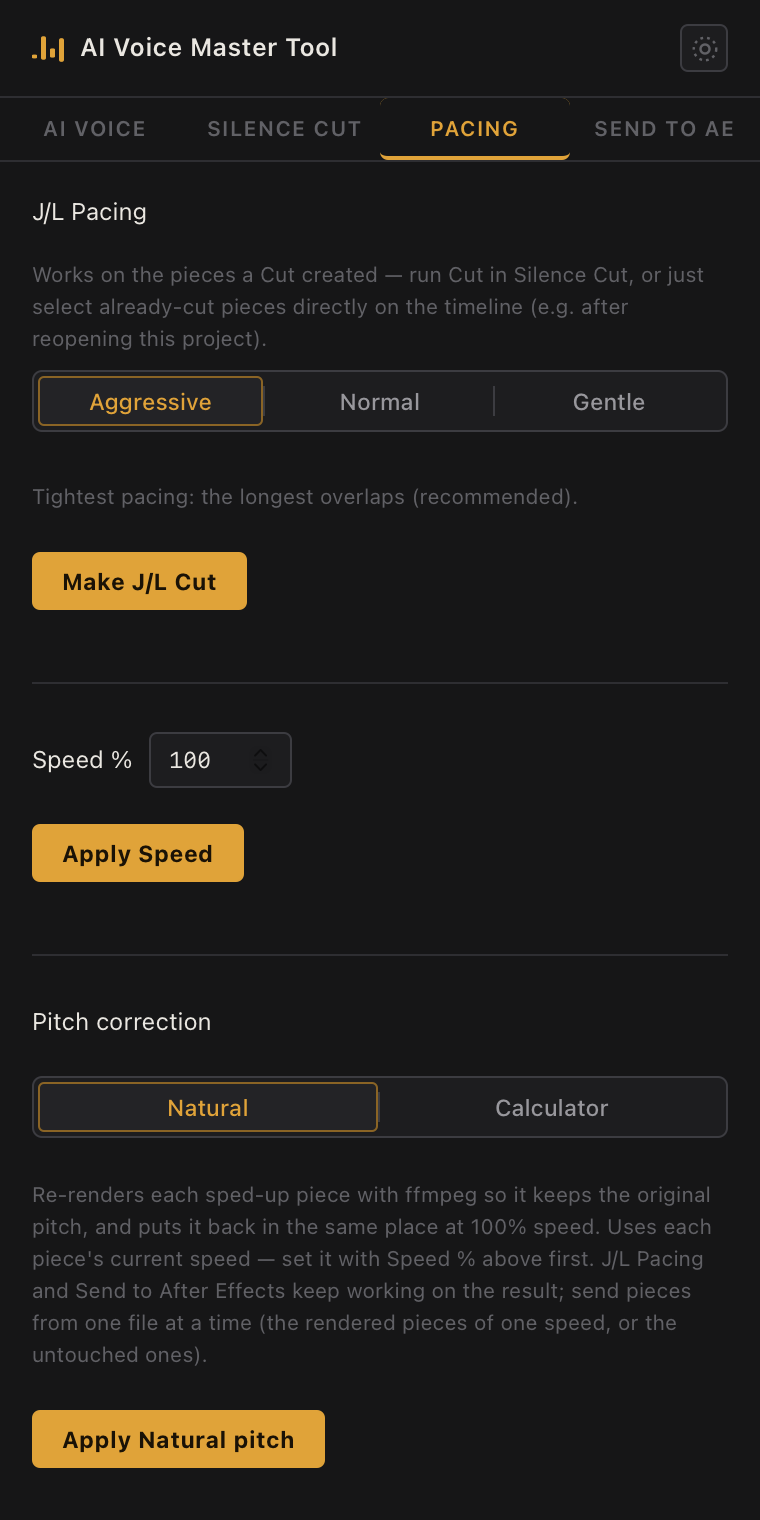 AI Voice Master Tool
AI VOICE
SILENCE CUT
PACING
SEND TO AE
J/L Pacing
Works on the pieces a Cut created — run Cut in Silence Cut, or just
select already-cut pieces directly on the timeline (e.g. after
reopening this project).
Aggressive
Normal
Gentle
Tightest pacing: the longest overlaps (recommended).
Make J/L Cut
Speed %
100
Apply Speed
Pitch correction
Natural
Calculator
Re-renders each sped-up piece with ffmpeg so it keeps the original
pitch, and puts it back in the same place at 100% speed. Uses each
piece's current speed — set it with Speed % above first. J/L Pacing
and Send to After Effects keep working on the result; send pieces
from one file at a time (the rendered pieces of one speed, or the
untouched ones).
Apply Natural pitch